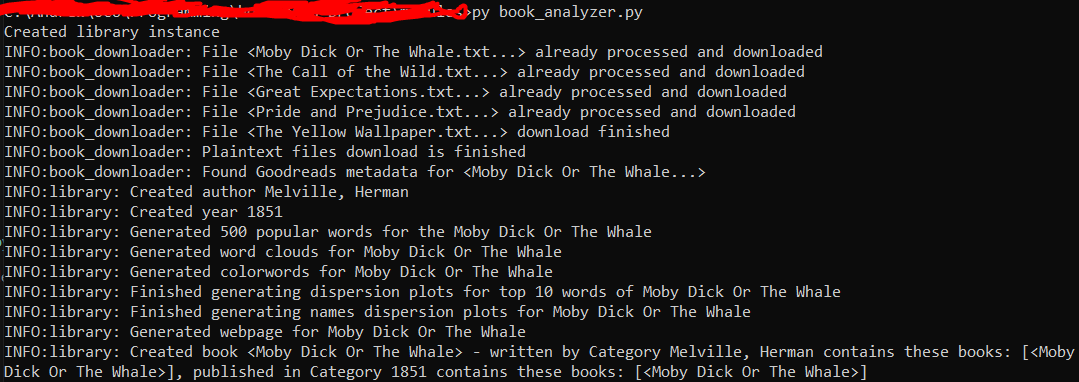 py book_analyzer.py
Created library instance
INFO:book_downloader: File <Moby Dick Or The Whale.txt...> already processed and downloaded
INFO:book_downloader: File <The Call of the Wild.txt...> already processed and downloaded
INFO:book_downloader: File <Great Expectations.txt...> already processed and downloaded
INFO:book_downloader: File <Pride and Prejudice.txt...> already processed and downloaded
INFO:book_downloader: File <The Yellow Wallpaper.txt...> download finished
INFO:book_downloader: Plaintext files download is finished
INFO:book_downloader: Found Goodreads metadata for <Moby Dick Or The Whale...>
INFO:library: Created author Melville, Herman
INFO:library: Created year 1851
INFO:library: Generated 500 popular words for the Moby Dick Or The Whale
INFO:library: Generated word clouds for Moby Dick Or The Whale
INFO:library: Generated colorwords for Moby Dick Or The Whale
INFO:library: Finished generating dispersion plots for top 10 words of Moby Dick Or The Whale
INFO:library: Finished generating names dispersion plots for Moby Dick Or The Whale
INFO:library: Generated webpage for Moby Dick Or The Whale
INFO:library: Created book <Moby Dick Or The Whale> - written by Category Melville, Herman contains these books: [<Moby
Dick Or The Whale>], published in Category 1851 contains these books: [<Moby Dick Or The Whale>]